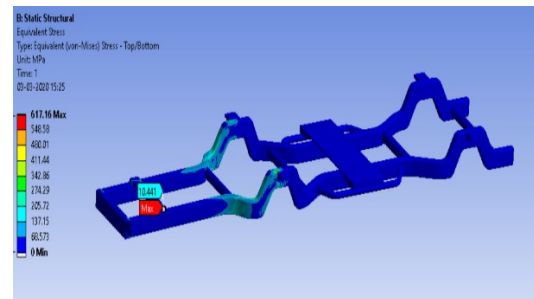 B: Static Structural
Equivalent Stress
Type: Equivalent (von-Mises) Stress - Top/Bottom
Unit: MPa
Time: 1
03-03-2020 15:25
617.16 Max
548.58
480.01
411.44
342.86
274.29
205.72
137.15
68.573
0 Min
10.441
Max